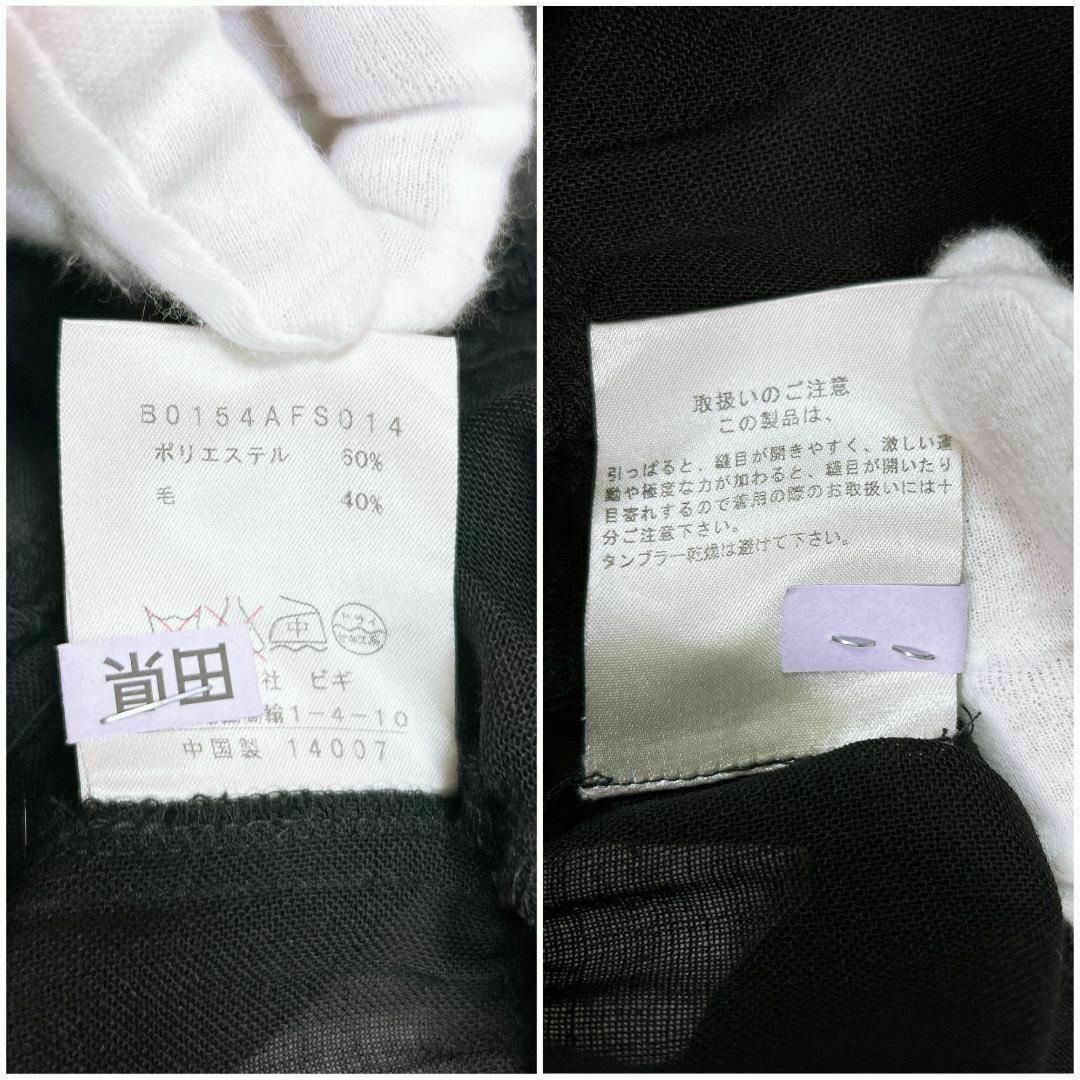 B0154AFS014
ポリエステル 60%
毛 40%
中
ドライ
社 ビギ
輸1-4-10
中国製 14007
取扱いのご注意
この製品は、
引っぱると、縫目が開きやすく、激しい運
動や極度な力が加わると、縫目が開いたり
目寄れするので着用の際のお取扱いには十
分ご注意下さい。
タンブラー乾燥は避けて下さい。